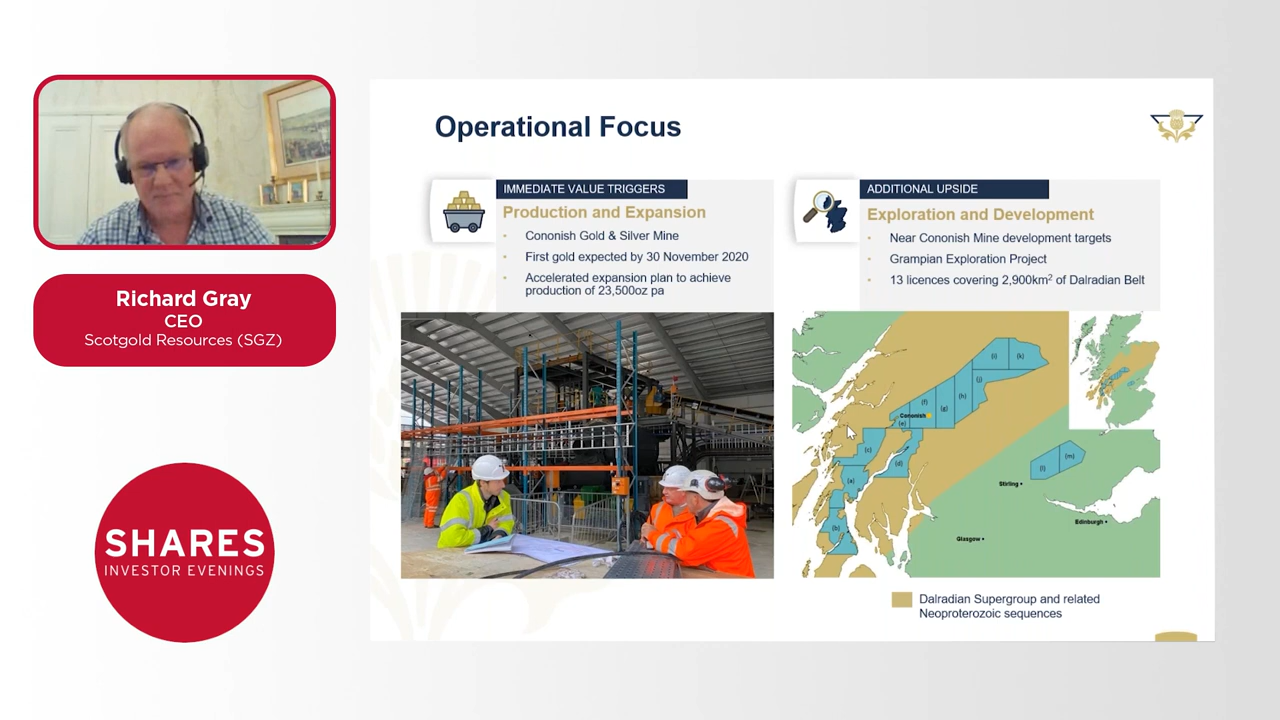 Richard Gray
CEO
Scotgold Resources (SGZ)
SHARES
INVESTOR EVENINGS
Operational Focus
IMMEDIATE VALUE TRIGGERS
Production and Expansion
Cononish Gold & Silver Mine
First gold expected by 30 November 2020
Accelerated expansion plan to achieve
production of 23,500oz pa
ADDITIONAL UPSIDE
Exploration and Development
Near Cononish Mine development targets
Grampian Exploration Project
13 licences covering 2,900km² of Dalradian Belt
(i)
(k)
(j)
(h)
(f)
(g)
Cononish
(e)
(c)
(d)
(a)
(b)
(m)
(l)
Stirling
Edinburgh
Glasgow
Dalradian Supergroup and related
Neoproterozoic sequences